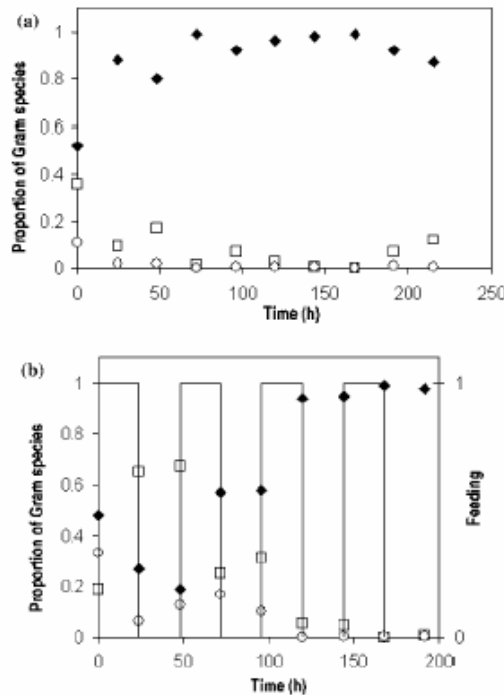 (a)
1
0.8
0.6
0.4
0.2
0
Proportion of Gram species
0 50 100 150 200 250
Time (h)
(b)
1 1
0.8
0.6
0.4
0.2
0 0
Proportion of Gram species
Feeding
0 50 100 150 200
Time (h)